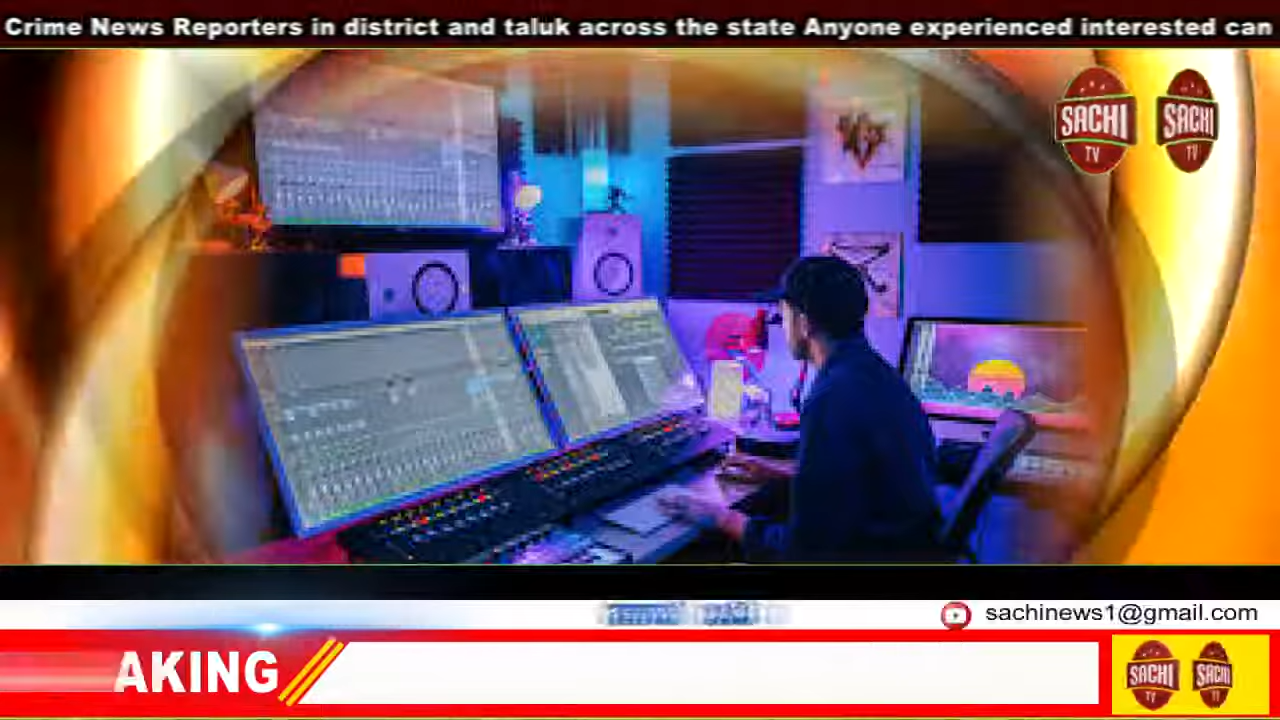 Crime News Reporters in district and taluk across the state Anyone experienced interested can
SACHI
TV
SACHI
TV
sachinews1@gmail.com
AKING
SACHI
TV
SACHI
TV